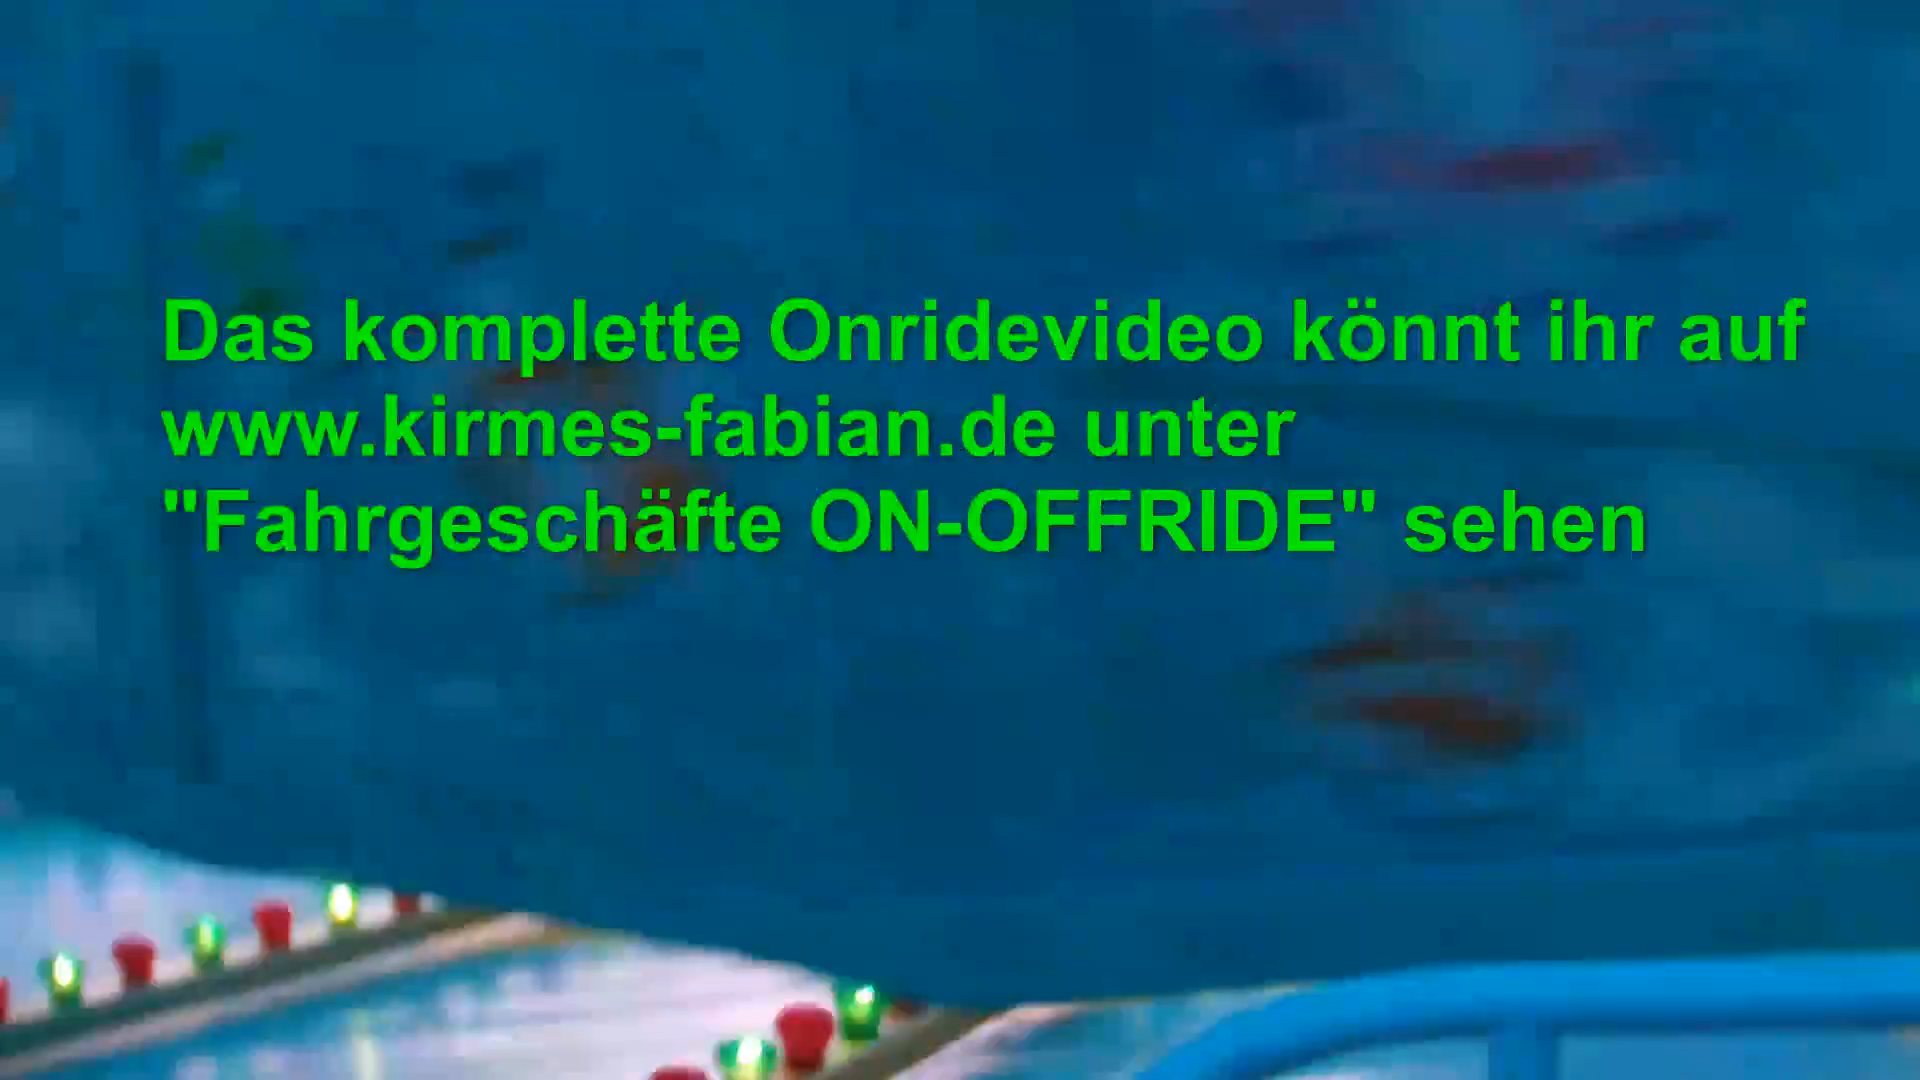 Das komplette Onridevideo könnt ihr auf
www.kirmes-fabian.de unter
"Fahrgeschäfte ON-OFFRIDE" sehen